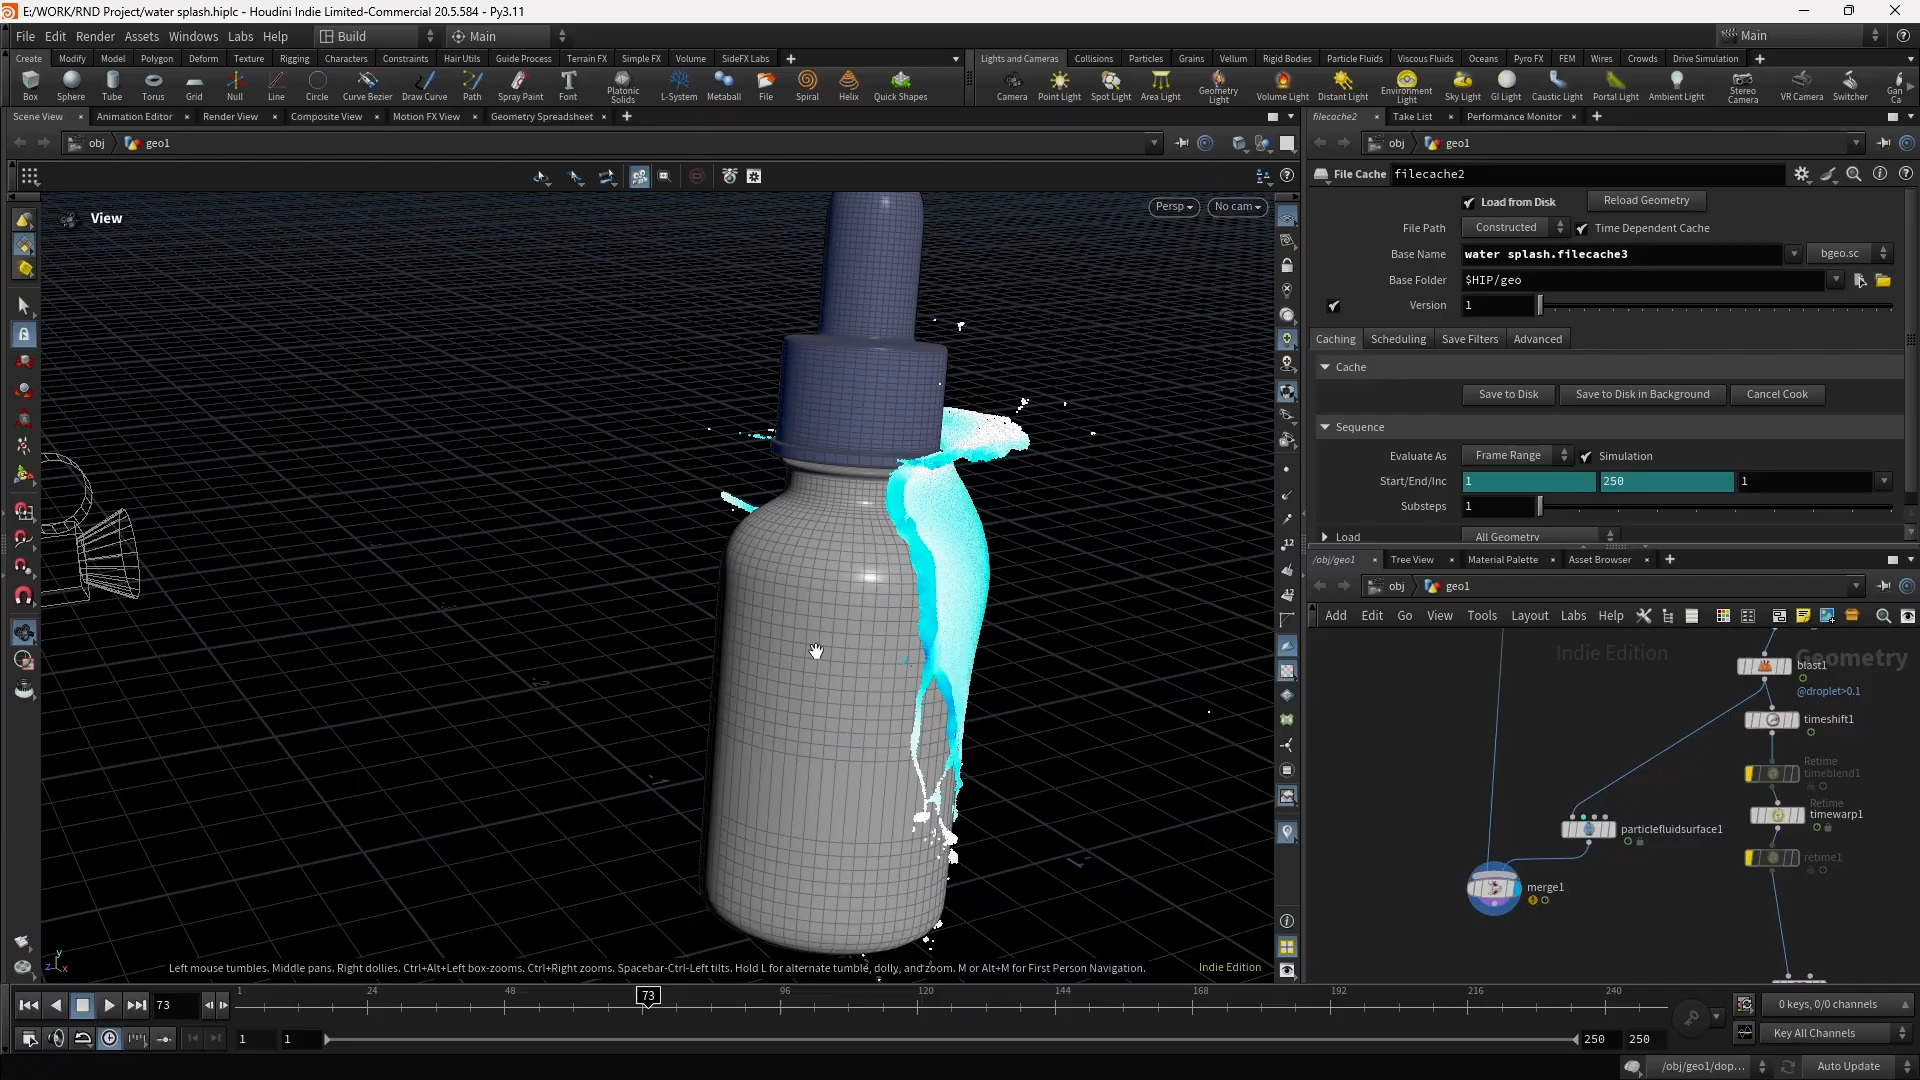 E:/WORK/RND Project/water splash.hiplc - Houdini Indie Limited-Commercial 20.5.584 - Py3.11
File Edit Render Assets Windows Labs Help Build Main Main
Create Modify Model Polygon Deform Texture Rigging Characters Constraints Hair Utils Guide Process Terrain FX Simple FX Volume SideFX Labs
Lights and Cameras Collisions Particles Grains Vellum Rigid Bodies Particle Fluids Viscous Fluids Oceans Pyro FX FEM Wires Crowds Drive Simulation
Box Sphere Tube Torus Grid Null Line Circle Curve Bezier Draw Curve Path Spray Paint Font Platonic Solids L-System Metaball File Spiral Helix Quick Shapes
Camera Point Light Spot Light Area Light Geometry Light Volume Light Distant Light Environment Light Sky Light GI Light Caustic Light Portal Light Ambient Light Stereo Camera VR Camera Switcher Gan Ca
Scene View Animation Editor Render View Composite View Motion FX View Geometry Spreadsheet
filecache2 Take List Performance Monitor
obj geo1
obj geo1
File Cache filecache2
View
Persp
No cam
Load from Disk Reload Geometry
File Path Constructed Time Dependent Cache
Base Name water splash.filecache3 bgeo.sc
Base Folder $HIP/geo
Version 1
Caching Scheduling Save Filters Advanced
Cache
Save to Disk Save to Disk in Background Cancel Cook
Sequence
Evaluate As Frame Range Simulation
Start/End/Inc 1 250 1
Substeps 1
Load All Geometry
/obj/geo1 Tree View Material Palette Asset Browser
obj geo1
Add Edit Go View Tools Layout Labs Help
Indie Edition
Geometry
blast1
@droplet>0.1
timeshift1
Retime
timeblend1
Retime
timewarp1
particlefluidsurface1
retime1
merge1
12
12
Left mouse tumbles. Middle pans. Right dollies. Ctrl+Alt+Left box-zooms. Ctrl+Right zooms. Spacebar-Ctrl-Left tilts. Hold L for alternate tumble, dolly, and zoom. M or Alt+M for First Person Navigation.
Indie Edition
y
z x
73
1 24 48 73 96 120 144 168 192 216 240
0 keys, 0/0 channels
1 1 250 250
Key All Channels
/obj/geo1/dop...
Auto Update